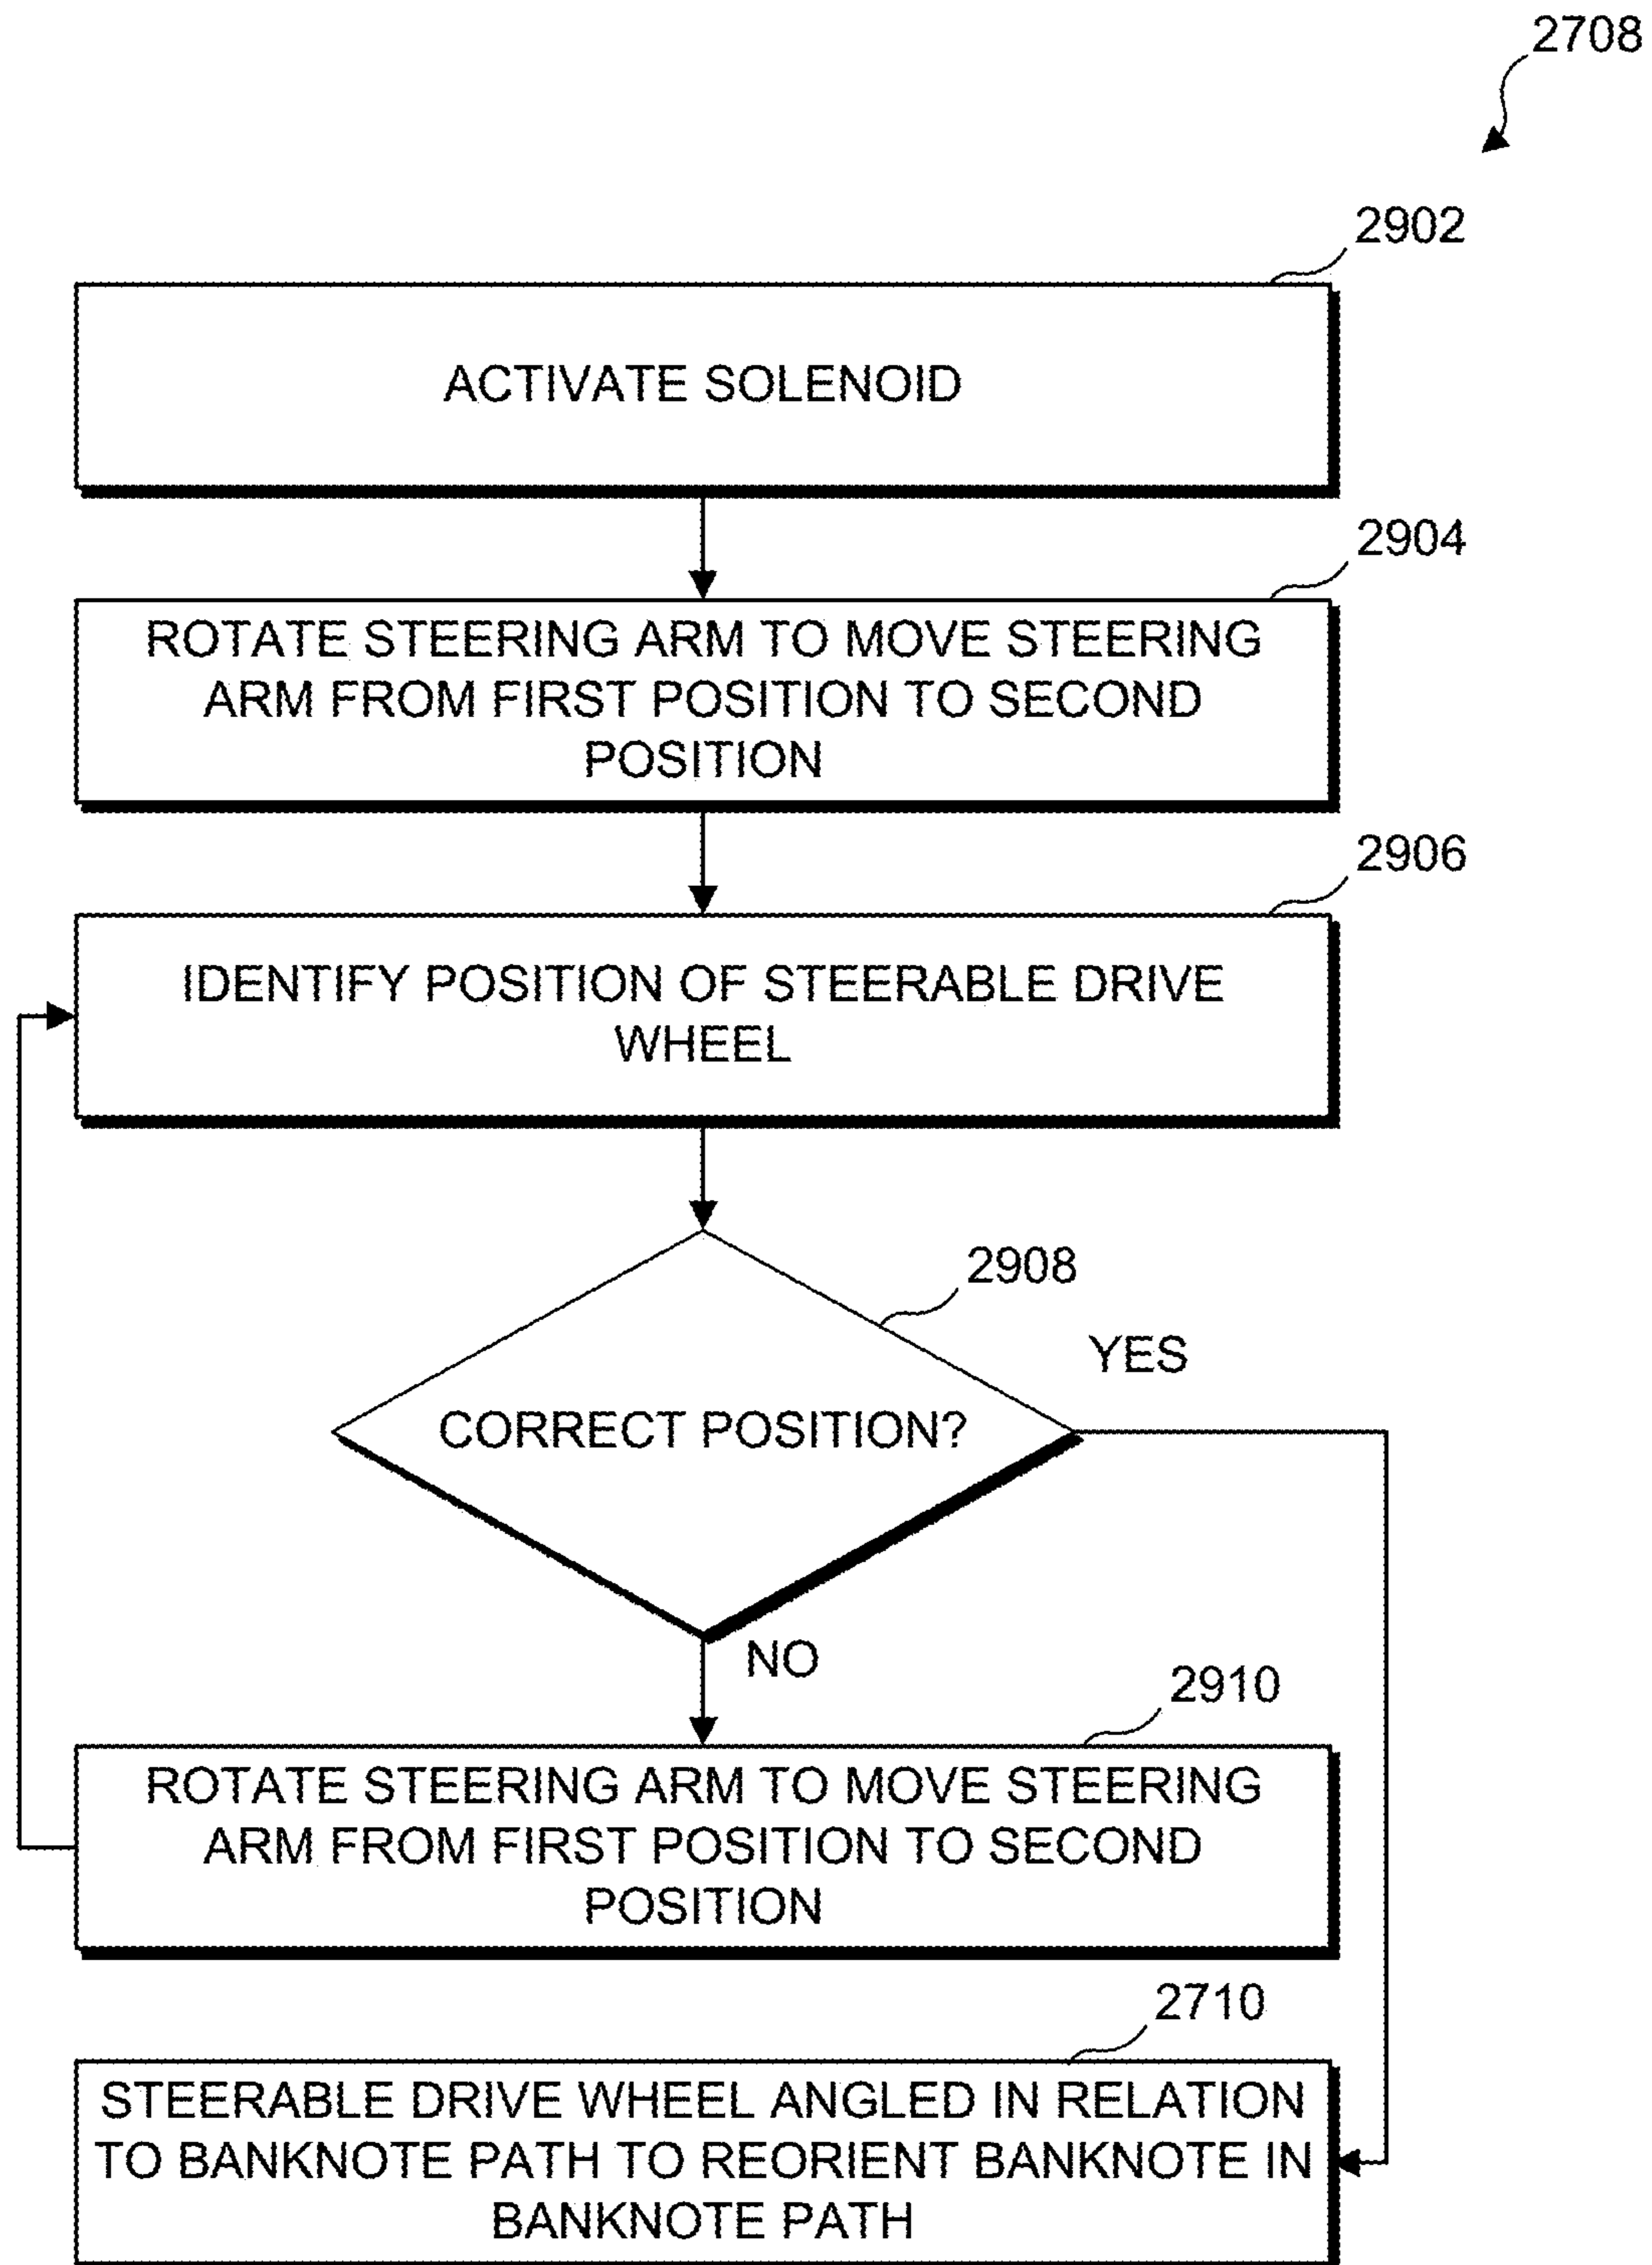 2708
2902
ACTIVATE SOLENOID
2904
ROTATE STEERING ARM TO MOVE STEERING
ARM FROM FIRST POSITION TO SECOND
POSITION
2906
IDENTIFY POSITION OF STEERABLE DRIVE
WHEEL
2908
YES
CORRECT POSITION?
NO
2910
ROTATE STEERING ARM TO MOVE STEERING
ARM FROM FIRST POSITION TO SECOND
POSITION
2710
STEERABLE DRIVE WHEEL ANGLED IN RELATION
TO BANKNOTE PATH TO REORIENT BANKNOTE IN
BANKNOTE PATH